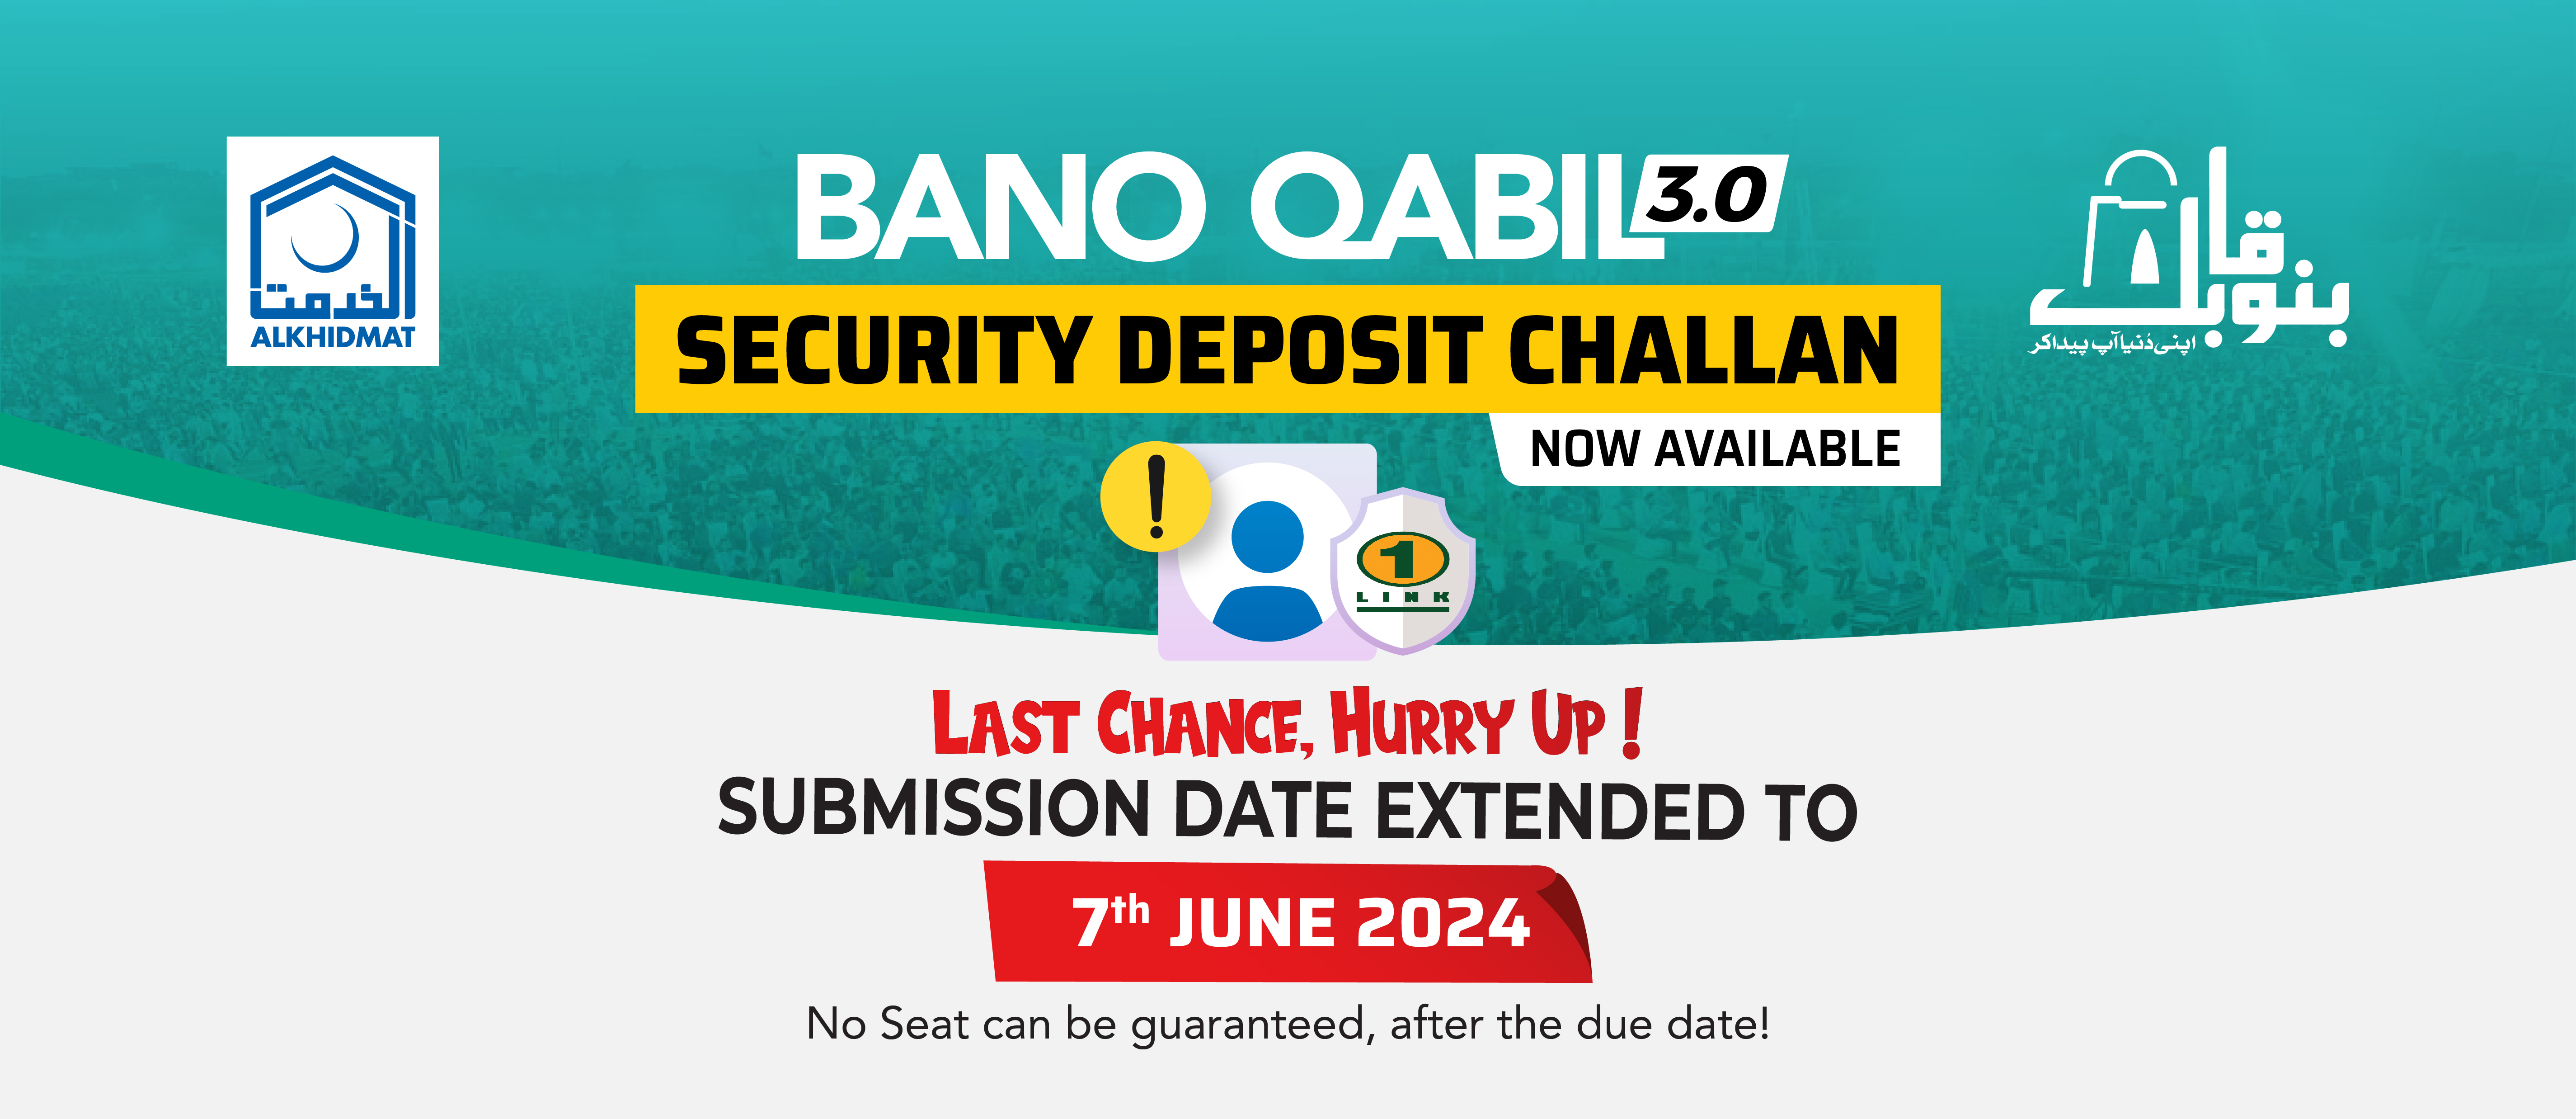 BANO QABIL 3.0
SECURITY DEPOSIT CHALLAN
NOW AVAILABLE
الخدمت
ALKHIDMAT
بنو قابل
اپنی دُنیا آپ پیدا کر
1
LINK
LAST CHANCE, HURRY UP !
SUBMISSION DATE EXTENDED TO
7th JUNE 2024
No Seat can be guaranteed, after the due date!